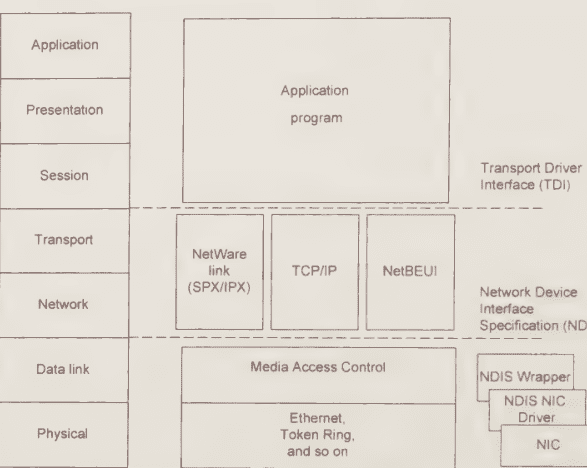 Application
Presentation
Session
Transport
Network
Data link
Physical
Application
program
Transport Driver
Interface (TDI)
NetWare
link
(SPX/IPX)
TCP/IP
NetBEUI
Network Device
Interface
Specification (ND
Media Access Control
Ethernet,
Token Ring,
and so on
NDIS Wrapper
NDIS NIC
Driver
NIC